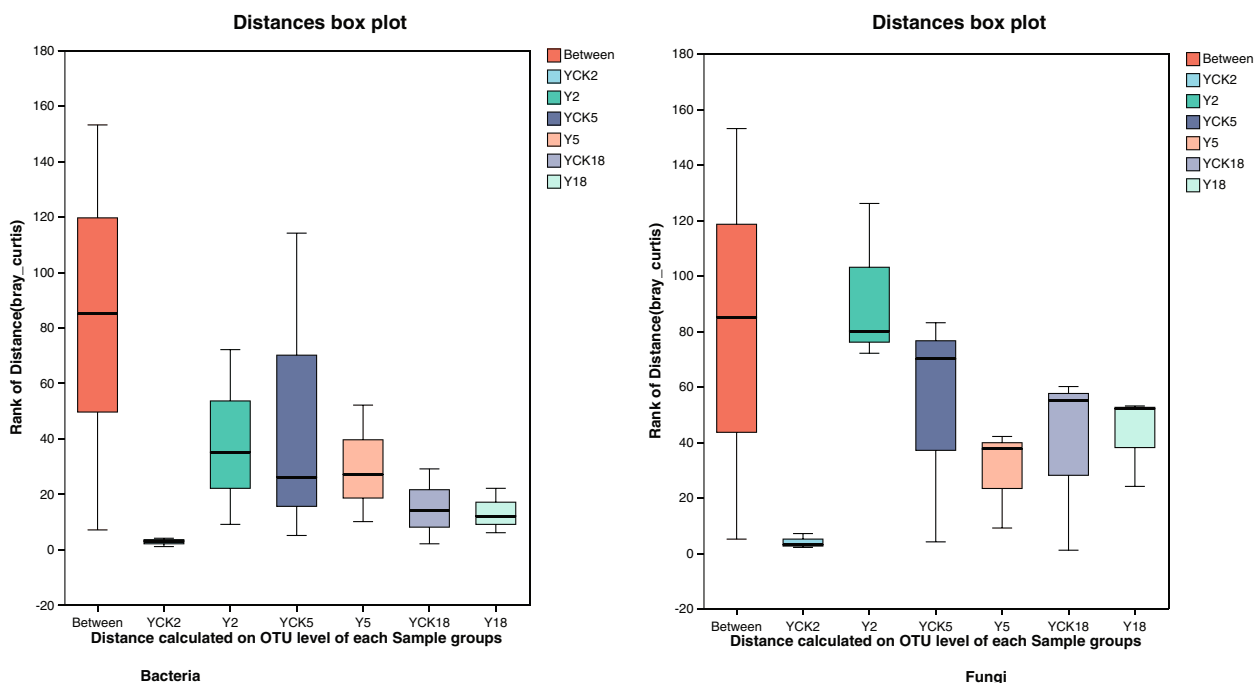 Distances box plot
Rank of Distance(bray_curtis)
180
160
140
120
100
80
60
40
20
0
-20
Between
YCK2
Y2
YCK5
Y5
YCK18
Y18
Between YCK2 Y2 YCK5 Y5 YCK18 Y18
Distance calculated on OTU level of each Sample groups
Bacteria
Distances box plot
Rank of Distance(bray_curtis)
180
160
140
120
100
80
60
40
20
0
-20
Between
YCK2
Y2
YCK5
Y5
YCK18
Y18
Between YCK2 Y2 YCK5 Y5 YCK18 Y18
Distance calculated on OTU level of each Sample groups
Fungi